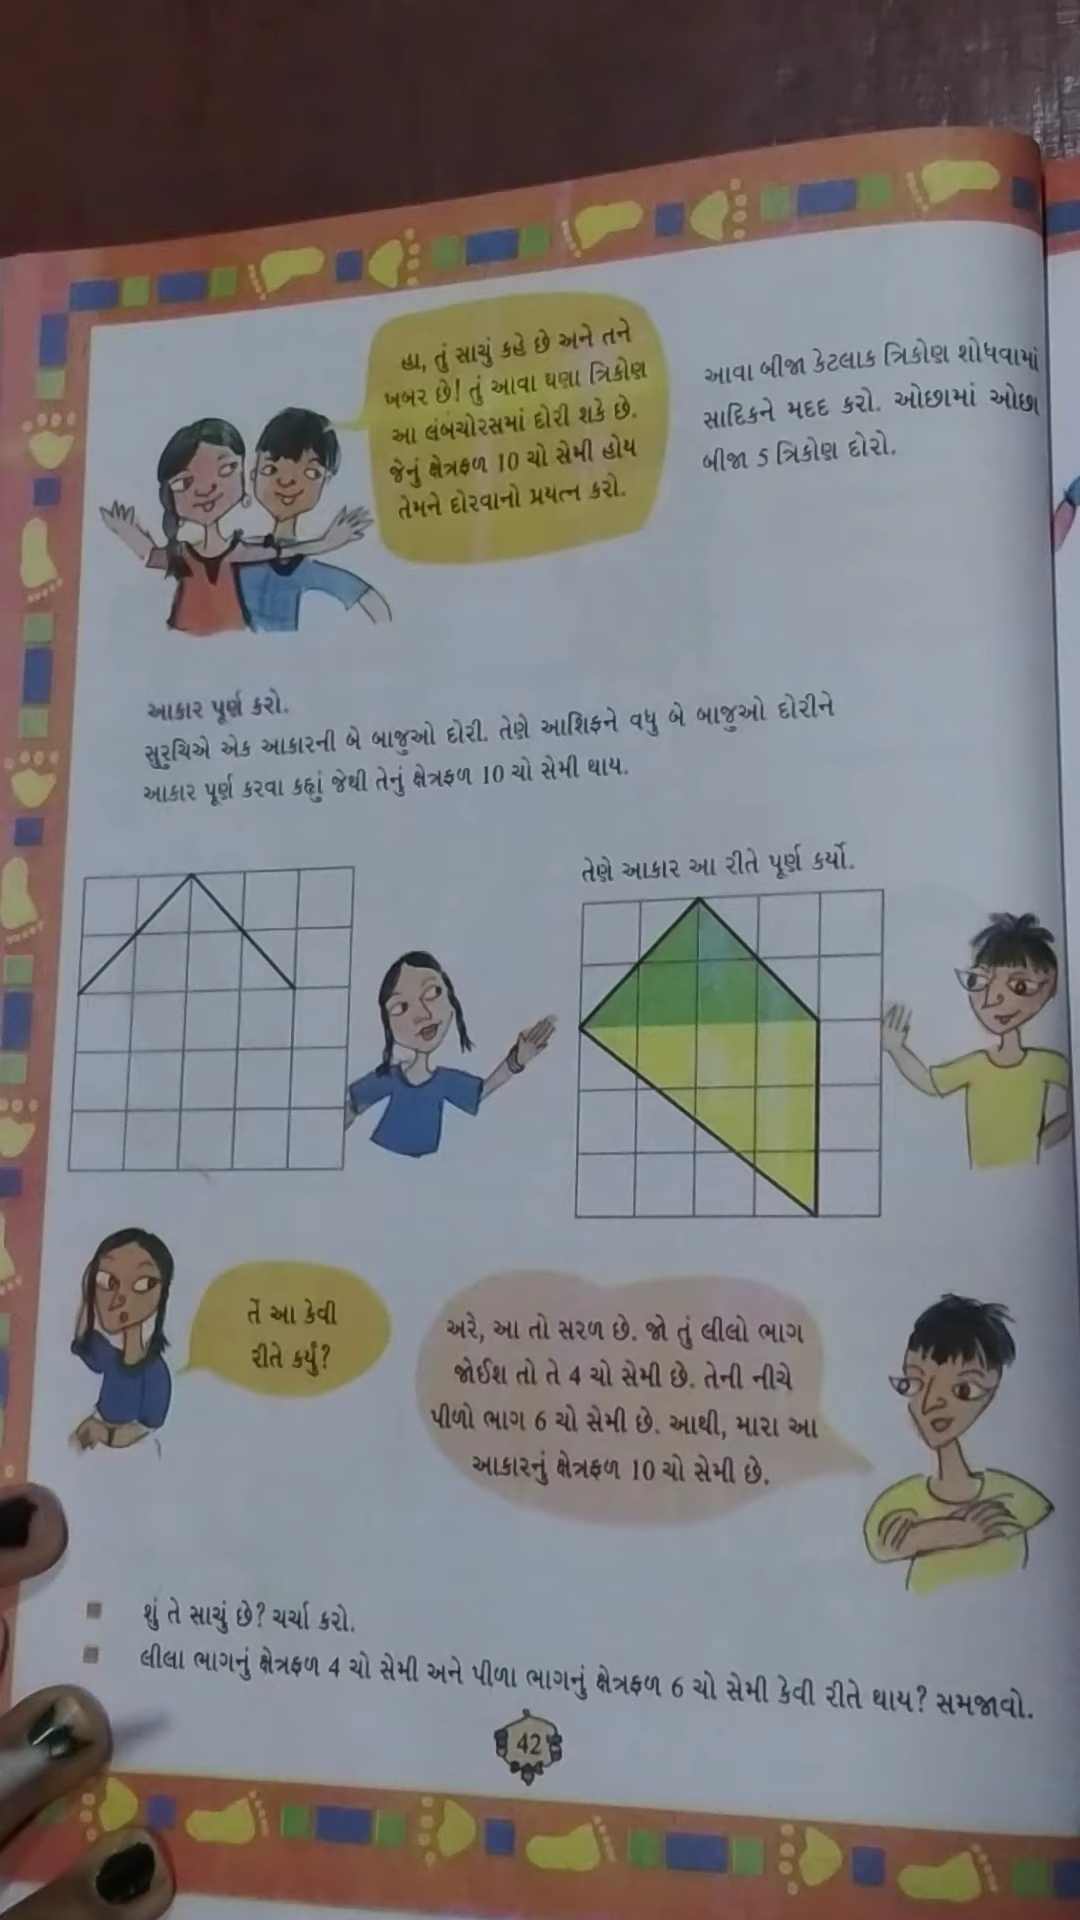 હા, તું સાચું કહે છે અને તને
ખબર છે! તું આવા ઘણા ત્રિકોણ
આ લંબચોરસમાં દોરી શકે છે.
જેનું ક્ષેત્રફળ 10 ચો સેમી હોય
તેમને દોરવાનો પ્રયત્ન કરો.
આવા બીજા કેટલાક ત્રિકોણ શોધવામાં
સાદિકને મદદ કરો. ઓછામાં ઓછા
બીજા 5 ત્રિકોણ દોરો.
આકાર પૂર્ણ કરો.
સુરુચિએ એક આકારની બે બાજુઓ દોરી. તેણે આશિફને વધુ બે બાજુઓ દોરીને
આકાર પૂર્ણ કરવા કહ્યું જેથી તેનું ક્ષેત્રફળ 10 ચો સેમી થાય.
તેણે આકાર આ રીતે પૂર્ણ કર્યો.
તેં આ કેવી
રીતે કર્યું?
અરે, આ તો સરળ છે. જો તું લીલો ભાગ
જોઈશ તો તે 4 ચો સેમી છે. તેની નીચે
પીળો ભાગ 6 ચો સેમી છે. આથી, મારા આ
આકારનું ક્ષેત્રફળ 10 ચો સેમી છે.
શું તે સાચું છે? ચર્ચા કરો.
લીલા ભાગનું ક્ષેત્રફળ 4 ચો સેમી અને પીળા ભાગનું ક્ષેત્રફળ 6 ચો સેમી કેવી રીતે થાય? સમજાવો.
42